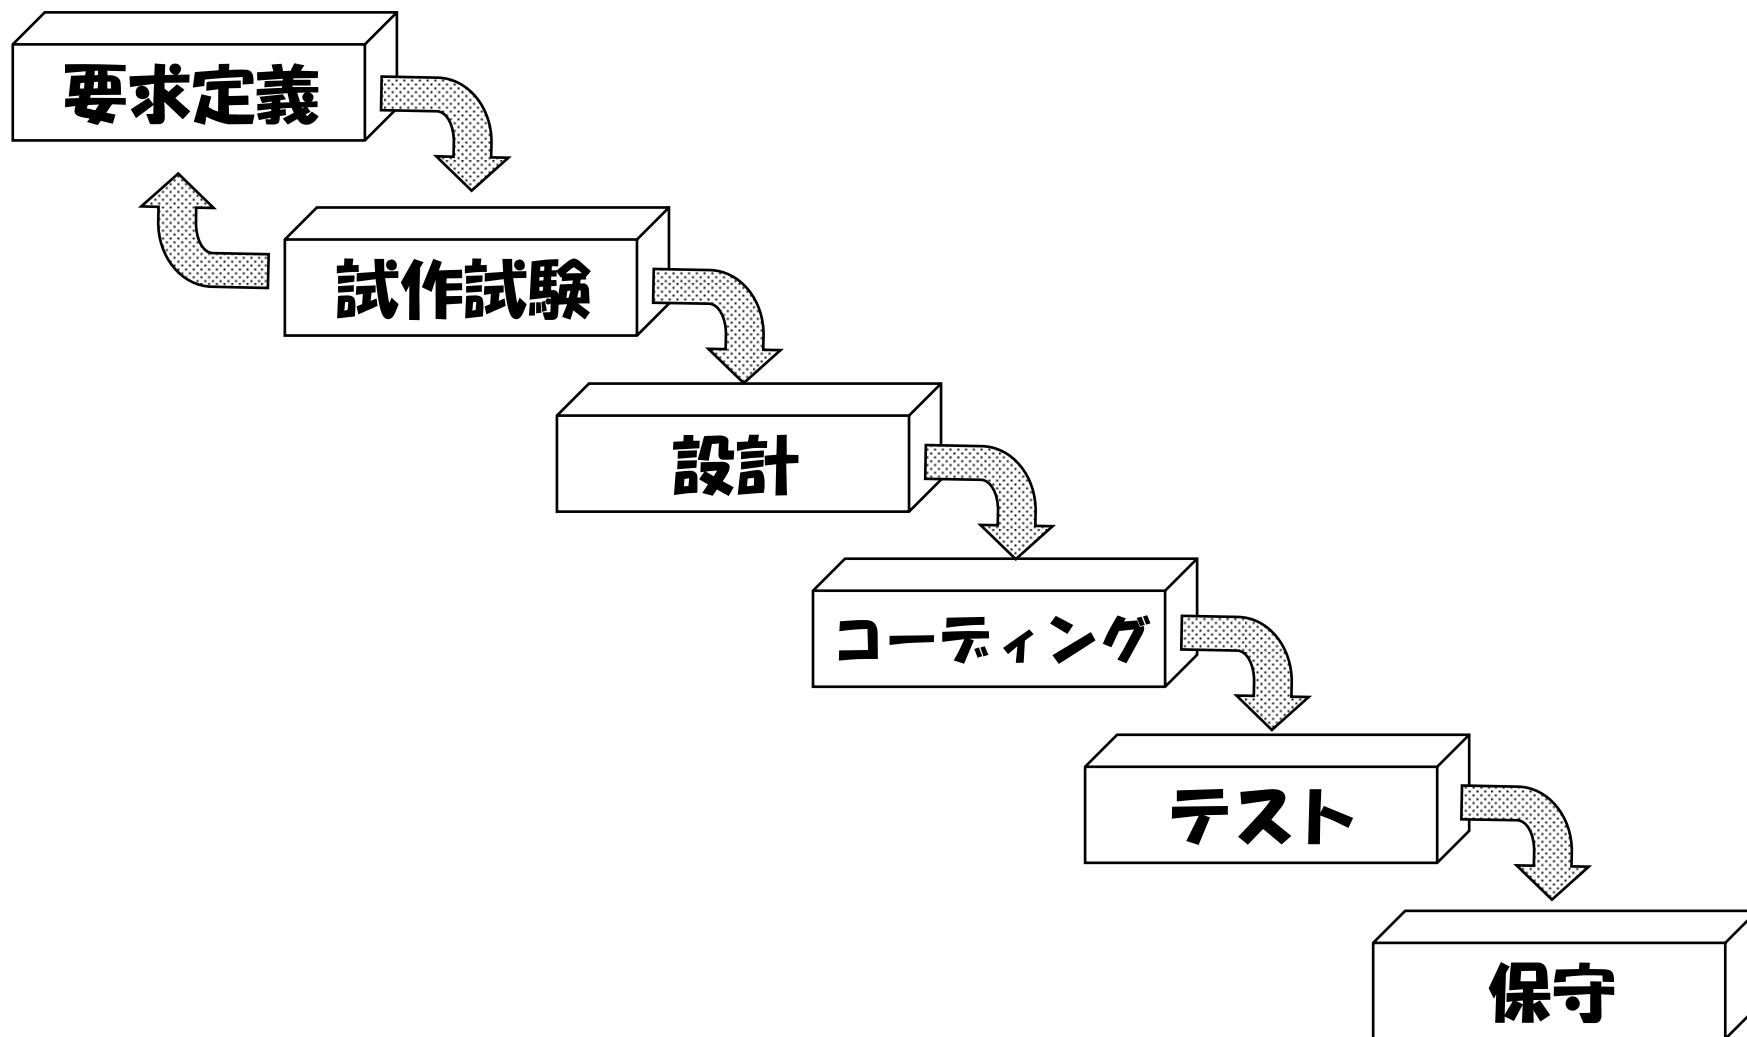 要求定義
試作試験
設計
コーディング
テスト
保守